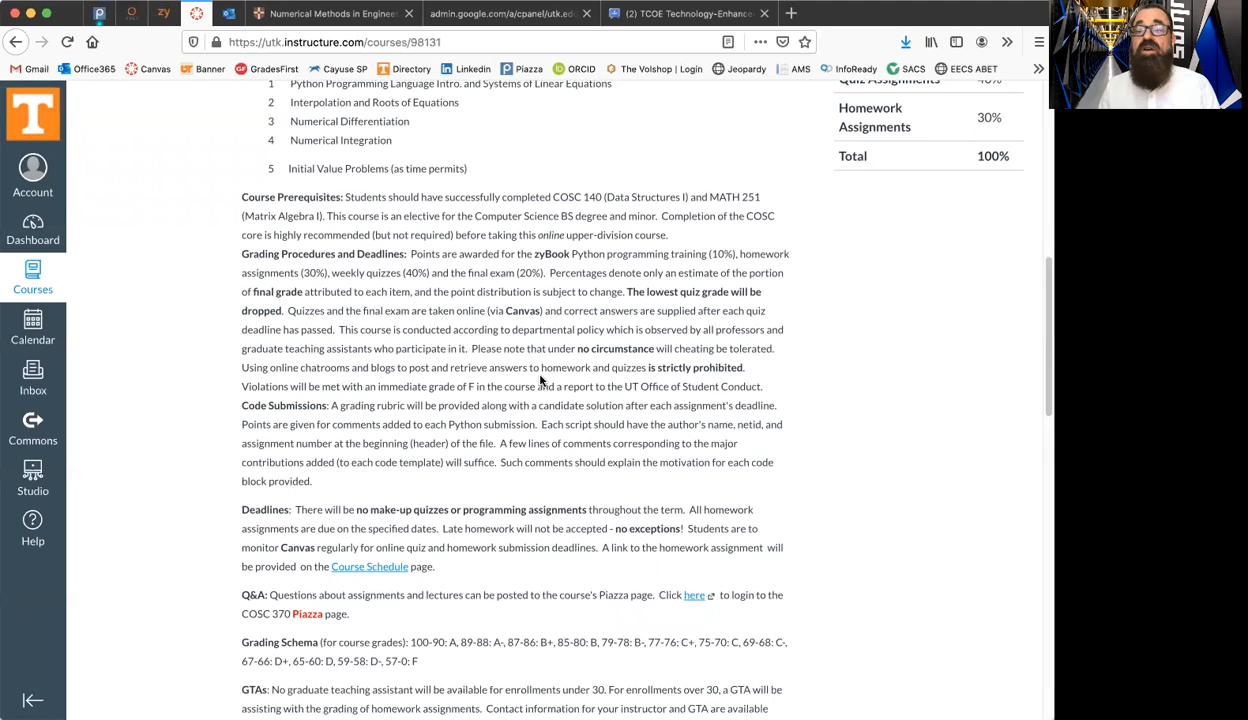 zy
Numerical Methods in Enginee
admin.google.com/a/cpanel/utk.ed
(2) TCOE Technology-Enhance
https://utk.instructure.com/courses/98131
Gmail
Office365
Canvas
Banner
GradesFirst
Cayuse SP
Directory
Linkedin
Piazza
ORCID
The Volshop | Login
Jeopardy
AMS
InfoReady
SACS
EECS ABET
T
Account
Dashboard
Courses
Calendar
Inbox
Commons
Studio
Help
1 Python Programming Language Intro. and Systems of Linear Equations
2 Interpolation and Roots of Equations
3 Numerical Differentiation
4 Numerical Integration
5 Initial Value Problems (as time permits)
Course Prerequisites: Students should have successfully completed COSC 140 (Data Structures I) and MATH 251
(Matrix Algebra I). This course is an elective for the Computer Science BS degree and minor. Completion of the COSC
core is highly recommended (but not required) before taking this online upper-division course.
Grading Procedures and Deadlines: Points are awarded for the zyBook Python programming training (10%), homework
assignments (30%), weekly quizzes (40%) and the final exam (20%). Percentages denote only an estimate of the portion
of final grade attributed to each item, and the point distribution is subject to change. The lowest quiz grade will be
dropped. Quizzes and the final exam are taken online (via Canvas) and correct answers are supplied after each quiz
deadline has passed. This course is conducted according to departmental policy which is observed by all professors and
graduate teaching assistants who participate in it. Please note that under no circumstance will cheating be tolerated.
Using online chatrooms and blogs to post and retrieve answers to homework and quizzes is strictly prohibited.
Violations will be met with an immediate grade of F in the course and a report to the UT Office of Student Conduct.
Code Submissions: A grading rubric will be provided along with a candidate solution after each assignment's deadline.
Points are given for comments added to each Python submission. Each script should have the author's name, netid, and
assignment number at the beginning (header) of the file. A few lines of comments corresponding to the major
contributions added (to each code template) will suffice. Such comments should explain the motivation for each code
block provided.
Deadlines: There will be no make-up quizzes or programming assignments throughout the term. All homework
assignments are due on the specified dates. Late homework will not be accepted - no exceptions! Students are to
monitor Canvas regularly for online quiz and homework submission deadlines. A link to the homework assignment will
be provided on the Course Schedule page.
Q&A: Questions about assignments and lectures can be posted to the course's Piazza page. Click here to login to the
COSC 370 Piazza page.
Grading Schema (for course grades): 100-90: A, 89-88: A-, 87-86: B+, 85-80: B, 79-78: B-, 77-76: C+, 75-70: C, 69-68: C-,
67-66: D+, 65-60: D, 59-58: D-, 57-0: F
GTAs: No graduate teaching assistant will be available for enrollments under 30. For enrollments over 30, a GTA will be
assisting with the grading of homework assignments. Contact information for your instructor and GTA are available
Quiz Assignments 40%
Homework
Assignments 30%
Total 100%